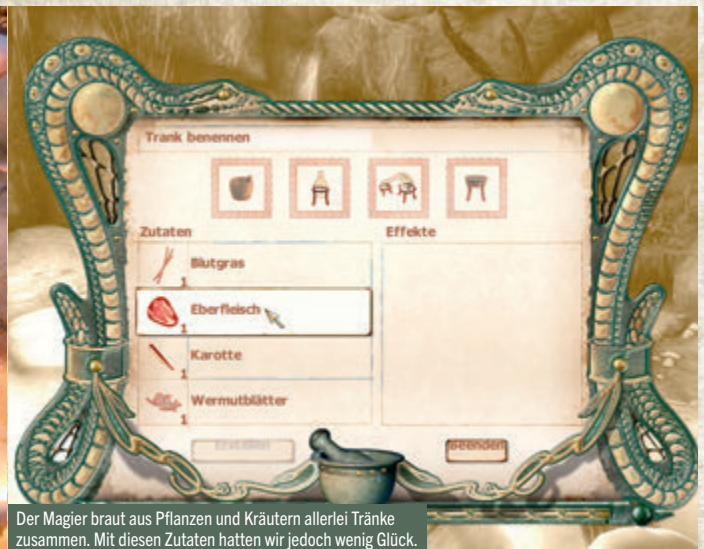 Trank benennen
Zutaten
Effekte
1 Blutgras
1 Eberfleisch
1 Karotte
1 Wermutblätter
Erstellen
Beenden
Der Magier braut aus Pflanzen und Kräutern allerlei Tränke
zusammen. Mit diesen Zutaten hatten wir jedoch wenig Glück.